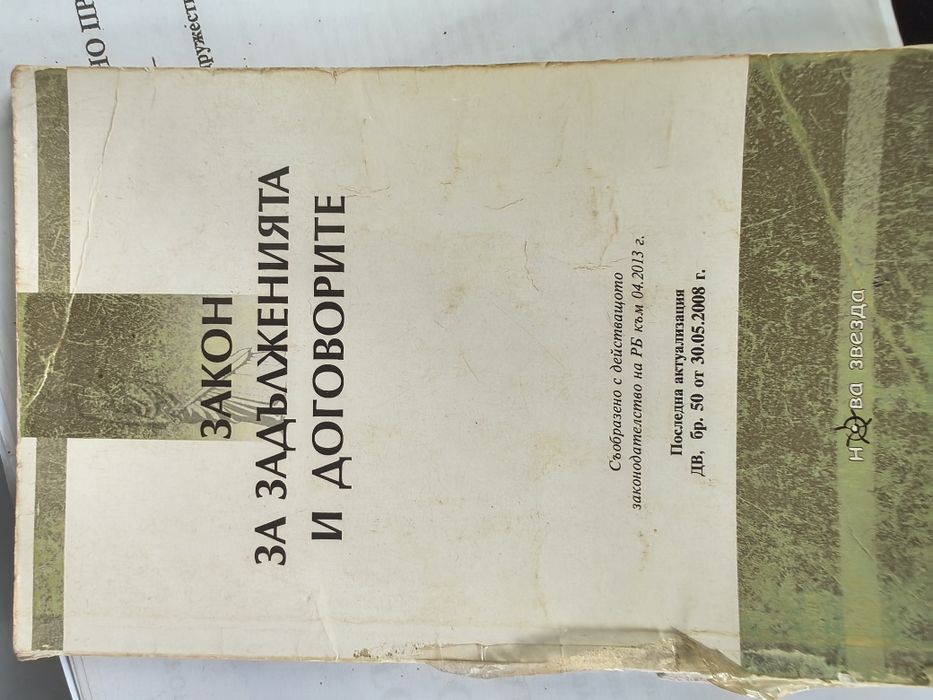 ЗАКОН
ЗА ЗАДЪЛЖЕНИЯТА
И ДОГОВОРИТЕ
Съобразено с действащото
законодателство на РБ към 04.2013 г.
Последна актуализация
ДВ, бр. 50 от 30.05.2008 г.
нова звезда